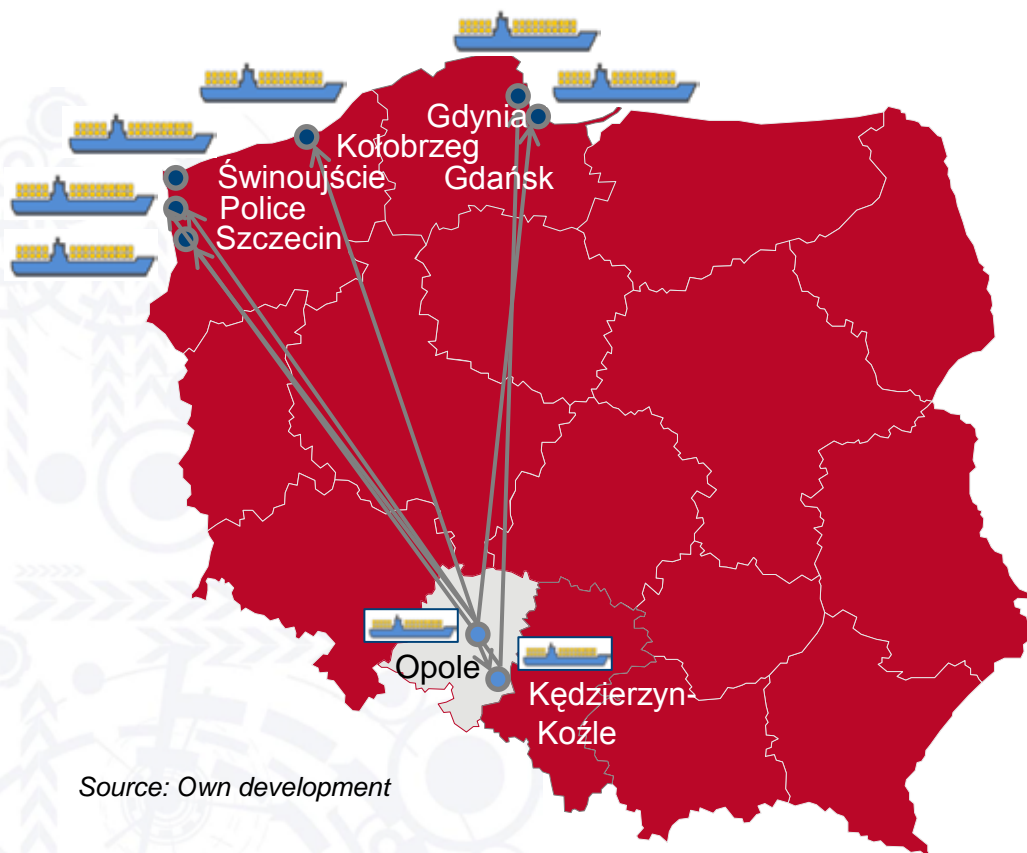 Gdynia
Kołobrzeg
Gdańsk
Świnoujście
Police
Szczecin
Opole
Kędzierzyn-
Koźle
Source: Own development